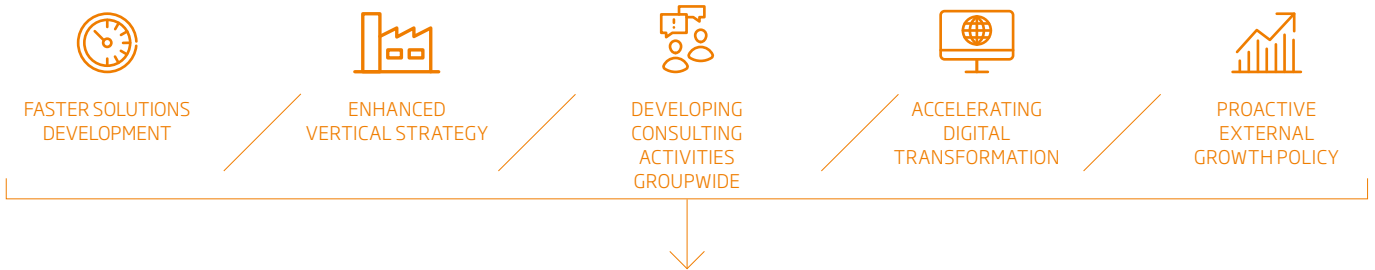 FASTER SOLUTIONS
DEVELOPMENT
ENHANCED
VERTICAL STRATEGY
DEVELOPING
CONSULTING
ACTIVITIES
GROUPWIDE
ACCELERATING
DIGITAL
TRANSFORMATION
PROACTIVE
EXTERNAL
GROWTH POLICY